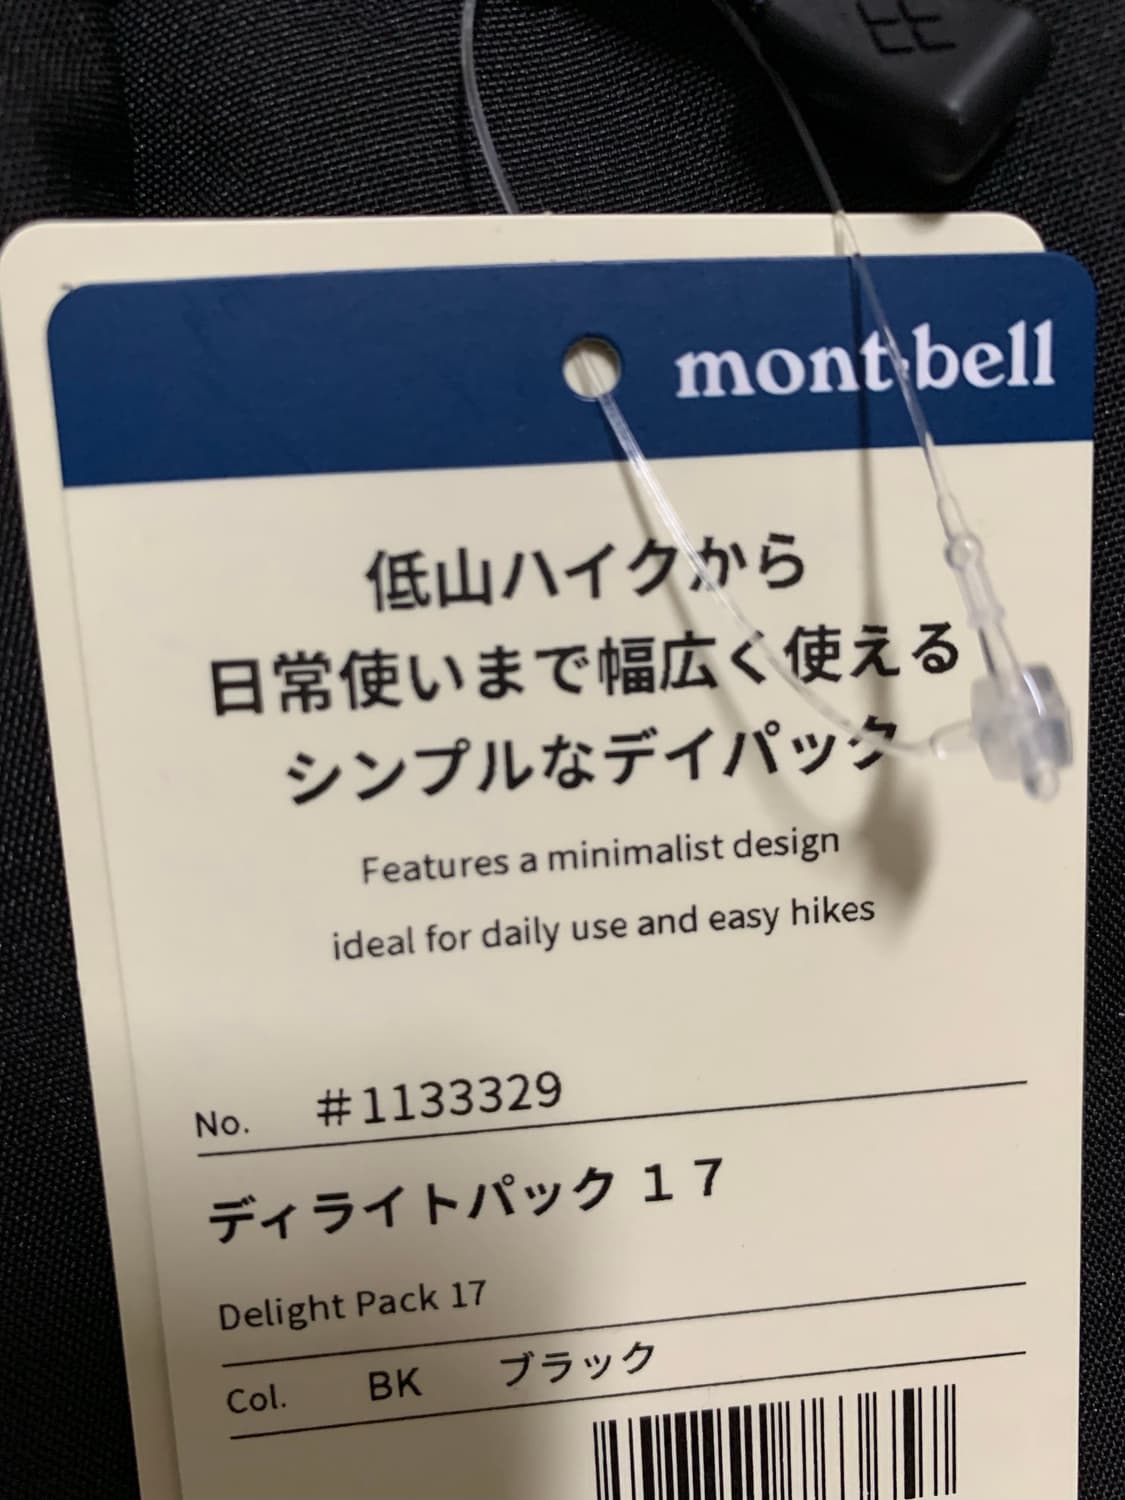 mont-bell
低山ハイクから
日常使いまで幅広く使える
シンプルなデイパック
Features a minimalist design
ideal for daily use and easy hikes
No. #1133329
ディライトパック 17
Delight Pack 17
Col. BK ブラック